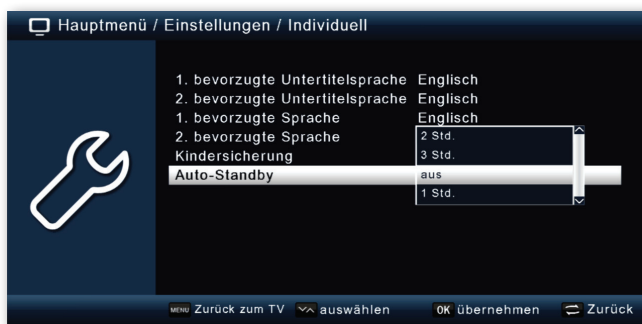 Hauptmenü / Einstellungen / Individuell
1. bevorzugte Untertitelsprache Englisch
2. bevorzugte Untertitelsprache Englisch
1. bevorzugte Sprache Englisch
2. bevorzugte Sprache
2 Std.
Kindersicherung
3 Std.
Auto-Standby aus
1 Std.
MENU Zurück zum TV auswählen OK übernehmen Zurück